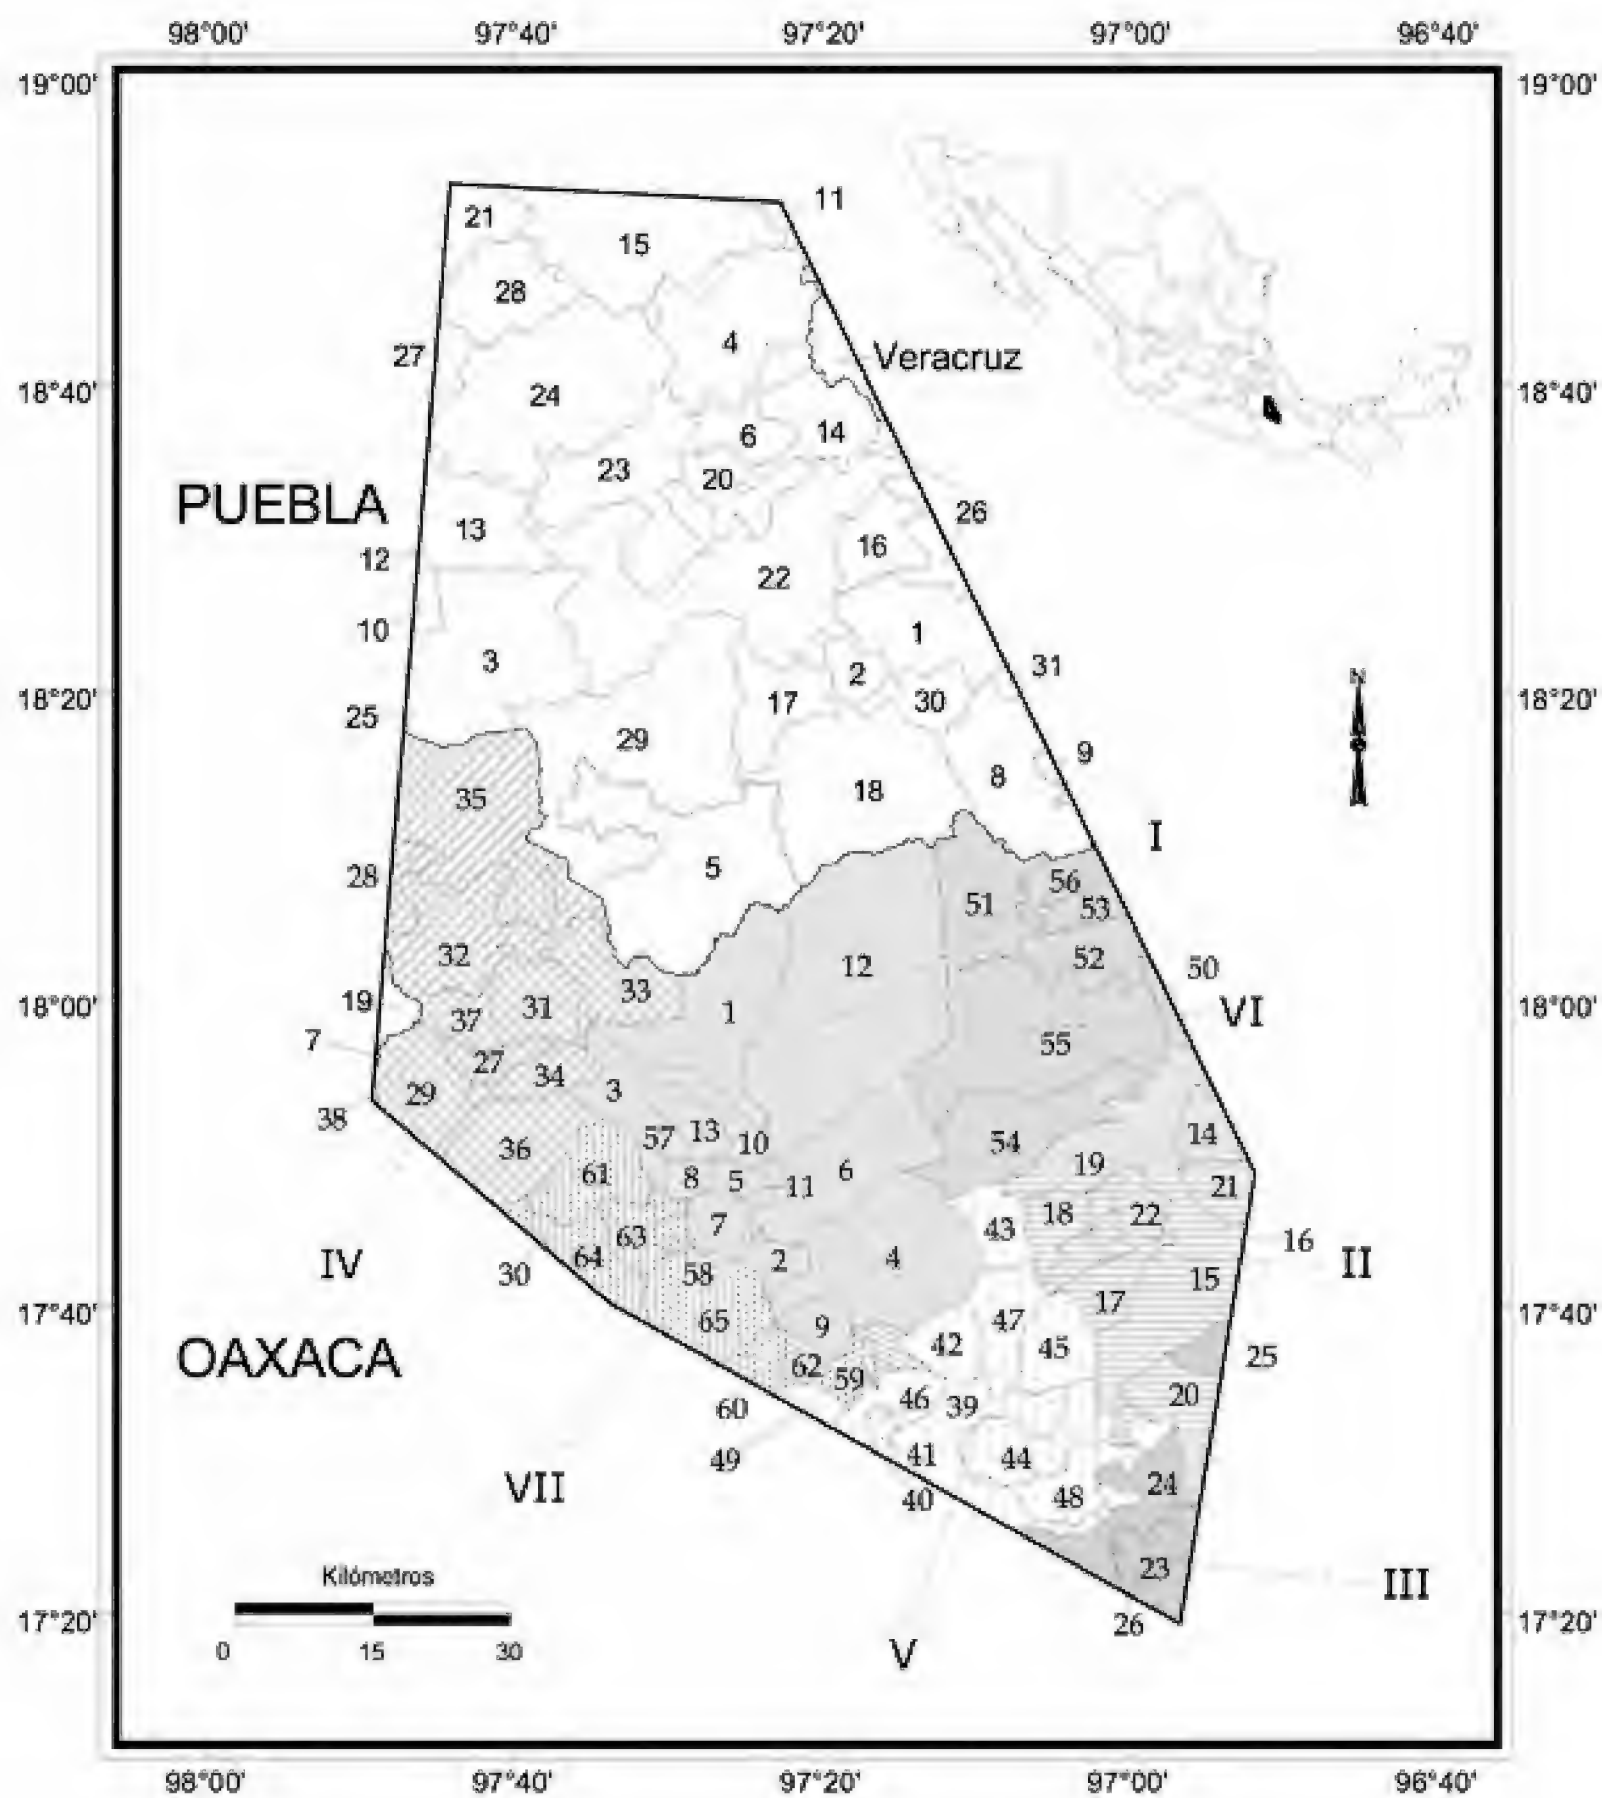 98°00' 97°40' 97°20' 97°00' 96°40'
19°00' 19°00'
11
21
15
28
4
27 Veracruz
18°40' 18°40'
24
6 14
23 20
PUEBLA 26
13
16
12
22
10 1
3 31
2
17 30
18°20' 18°20'
25
29
9
8
35 18
I
5
28
56
51 53
32 52
12 50
33
19 31 1
18°00' 18°00'
37 VI
7 55
27
34
29 3
38
57 13 10 14
36 54
19
61 8 5 11 6 21
7 43 18 22
63 16
IV 64 2 4 II
30 58 15
17
17°40' 17°40'
65 9 47
42 45 25
OAXACA 62
59
20
60 46 39
49 41 44
24
VII 40 48
Kilómetros 23
III
17°20' 17°20'
26
0 15 30
V
98°00' 97°40' 97°20' 97°00' 96°40'
N